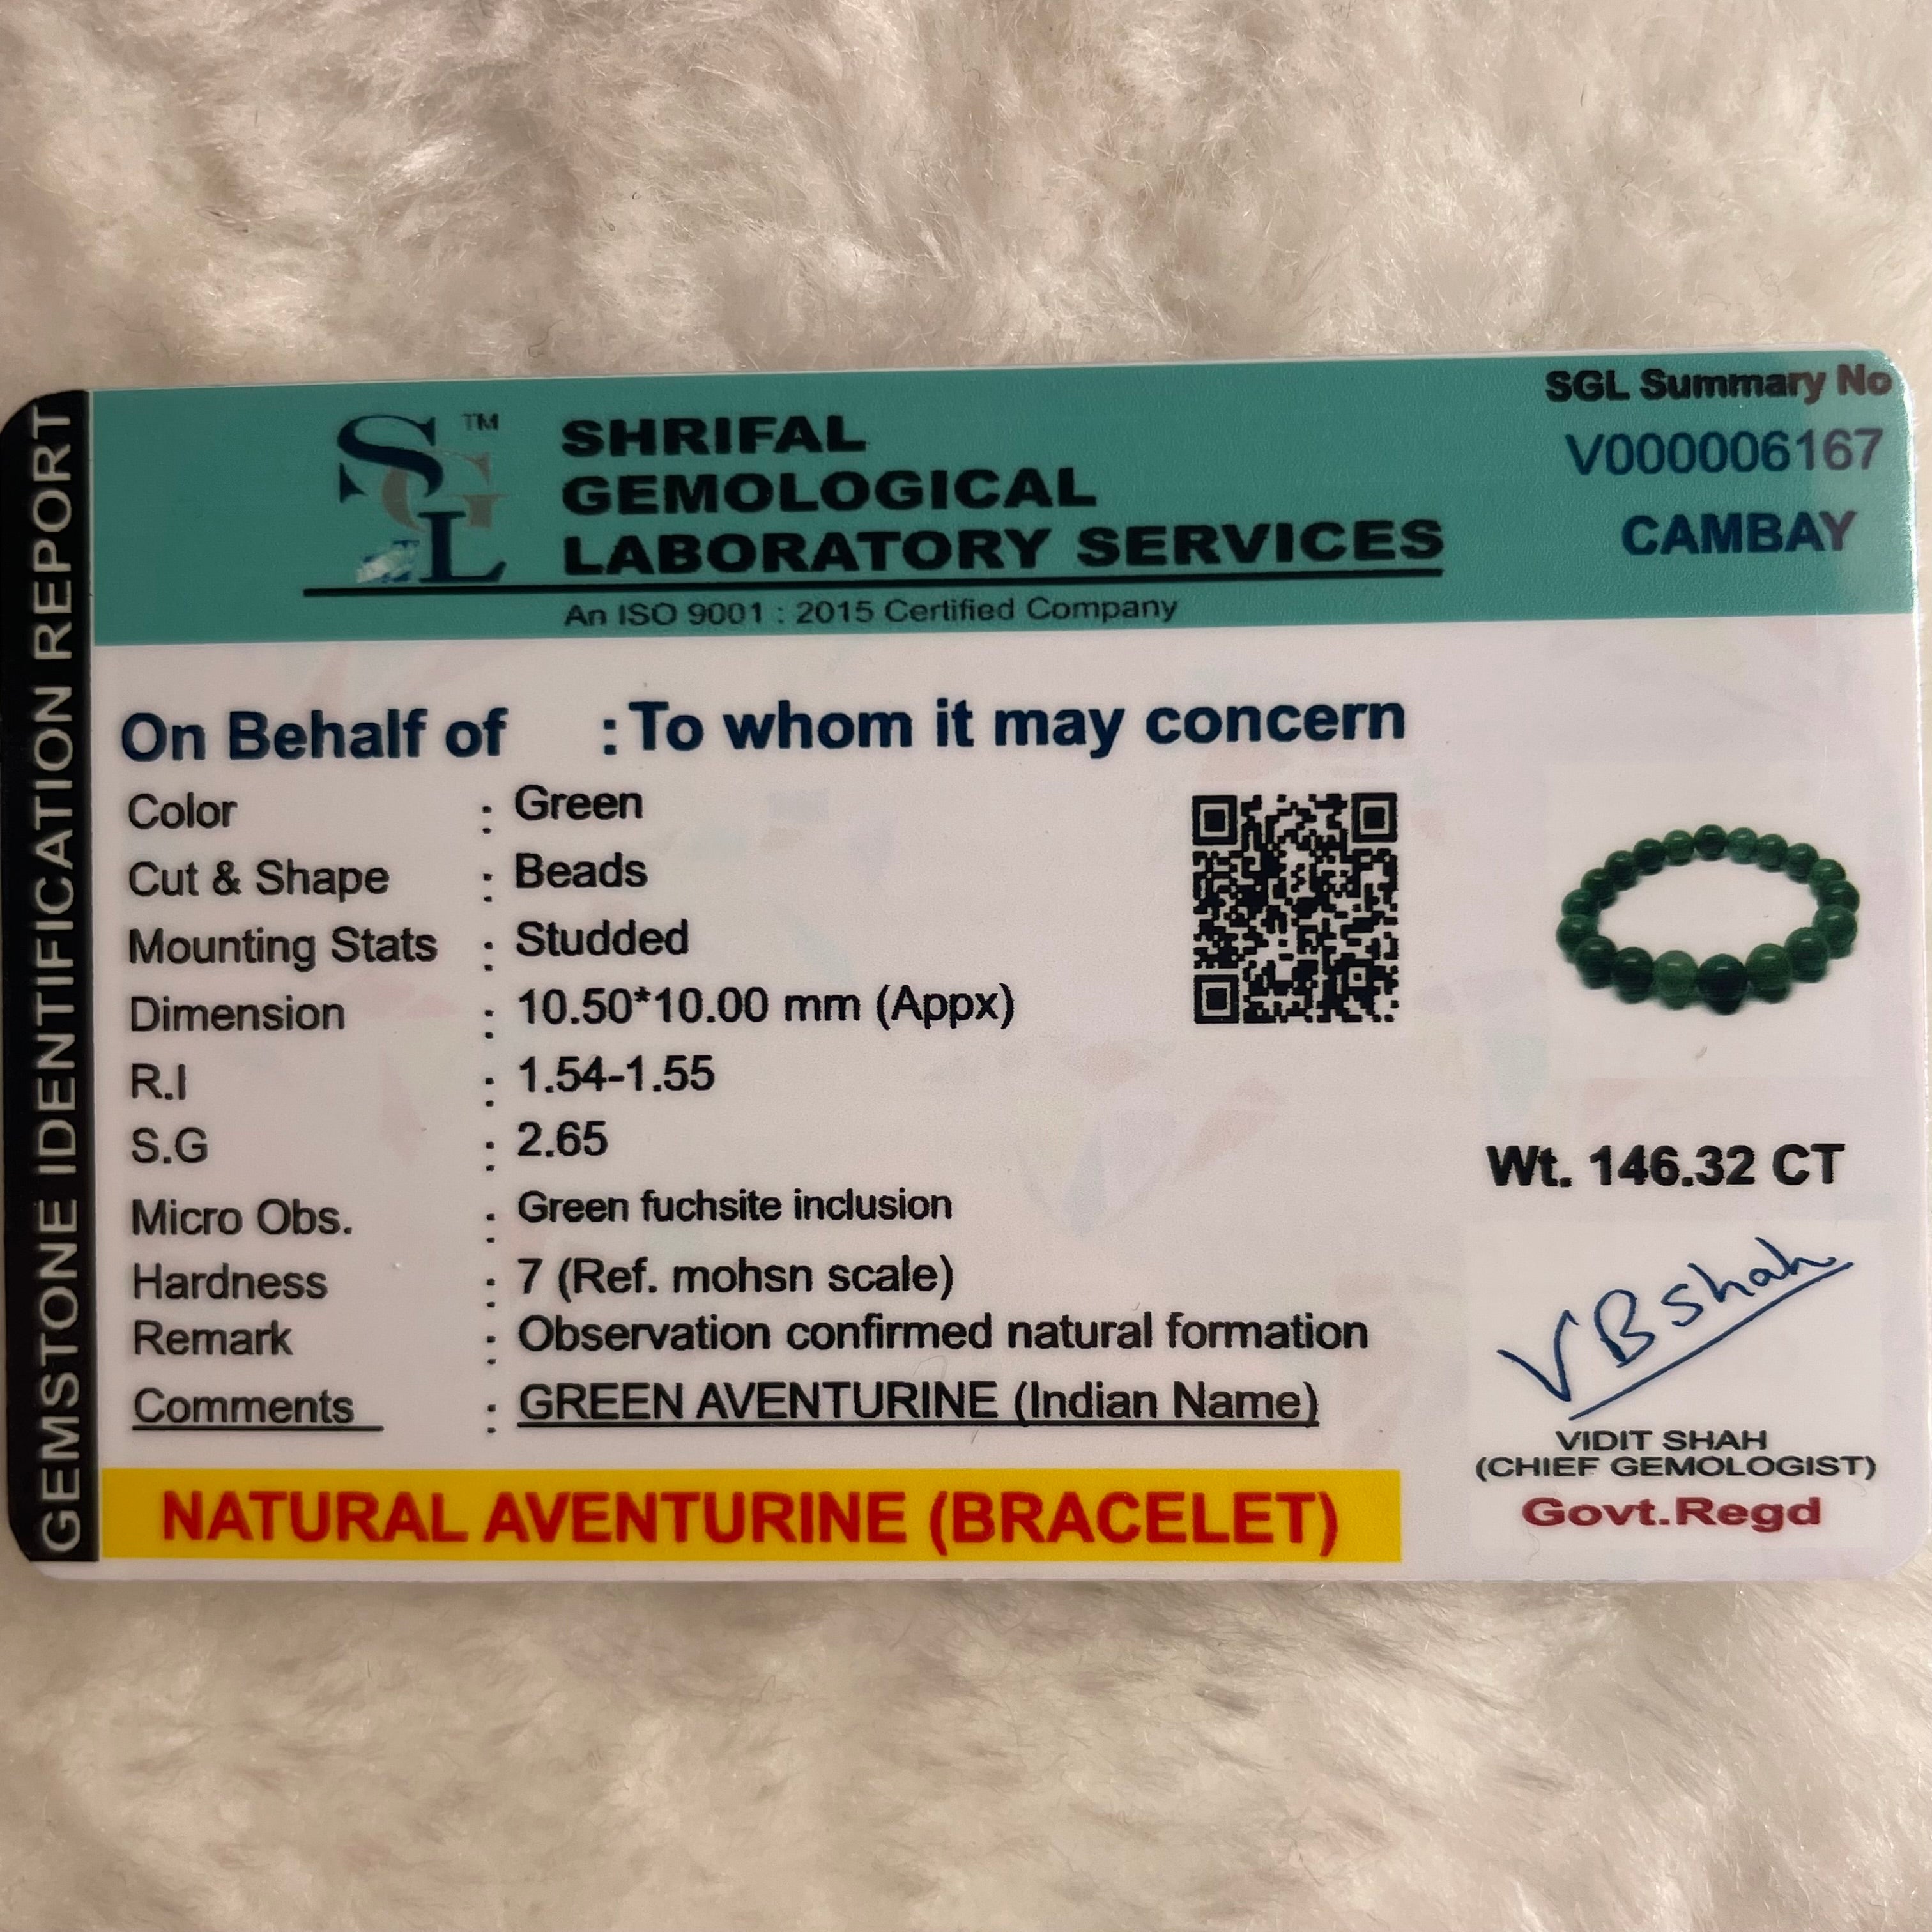 GEMSTONE IDENTIFICATION REPORT
SGL ™
SHRIFAL
GEMOLOGICAL
LABORATORY SERVICES
An ISO 9001 : 2015 Certified Company
SGL Summary No
V000006167
CAMBAY
On Behalf of : To whom it may concern
Color : Green
Cut & Shape : Beads
Mounting Stats : Studded
Dimension : 10.50*10.00 mm (Appx)
R.I : 1.54-1.55
S.G : 2.65
Micro Obs. : Green fuchsite inclusion
Hardness : 7 (Ref. mohsn scale)
Remark : Observation confirmed natural formation
Comments : GREEN AVENTURINE (Indian Name)
NATURAL AVENTURINE (BRACELET)
Wt. 146.32 CT
VBshah
VIDIT SHAH
(CHIEF GEMOLOGIST)
Govt.Regd